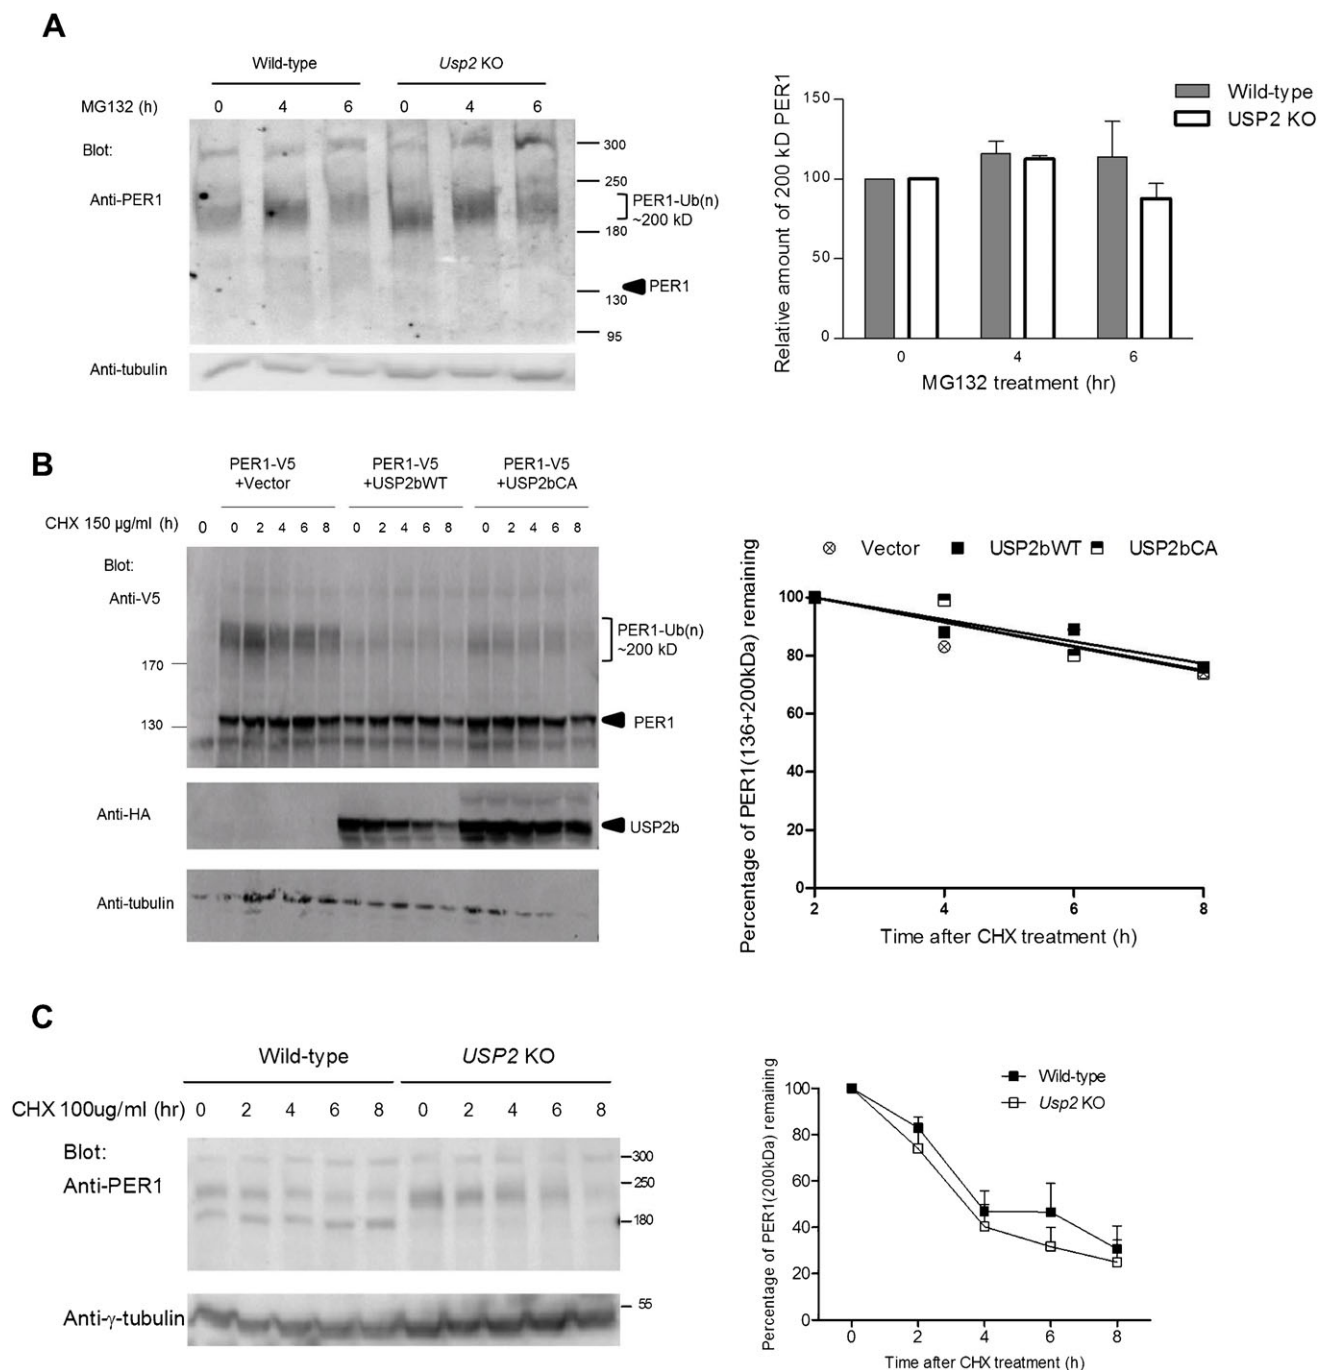 A
Wild-type
Usp2 KO
MG132 (h)
0 4 6 0 4 6
Blot:
Anti-PER1
300
250
PER1-Ub(n)
~200 kD
180
PER1
130
95
Anti-tubulin
Relative amount of 200 kD PER1
150
100
50
0
0 4 6
MG132 treatment (hr)
Wild-type
USP2 KO
B
PER1-V5
+Vector
PER1-V5
+USP2bWT
PER1-V5
+USP2bCA
CHX 150 µg/ml (h)
0 0 2 4 6 8 0 2 4 6 8 0 2 4 6 8
Blot:
Anti-V5
PER1-Ub(n)
~200 kD
170
130
PER1
Anti-HA
USP2b
Anti-tubulin
Vector USP2bWT USP2bCA
Percentage of PER1(136+200kDa) remaining
100
80
60
40
20
0
2 4 6 8
Time after CHX treatment (h)
C
Wild-type
USP2 KO
CHX 100ug/ml (hr)
0 2 4 6 8 0 2 4 6 8
Blot:
Anti-PER1
300
250
180
55
Anti-γ-tubulin
Percentage of PER1(200kDa) remaining
100
80
60
40
20
0
Wild-type
Usp2 KO
0 2 4 6 8
Time after CHX treatment (h)